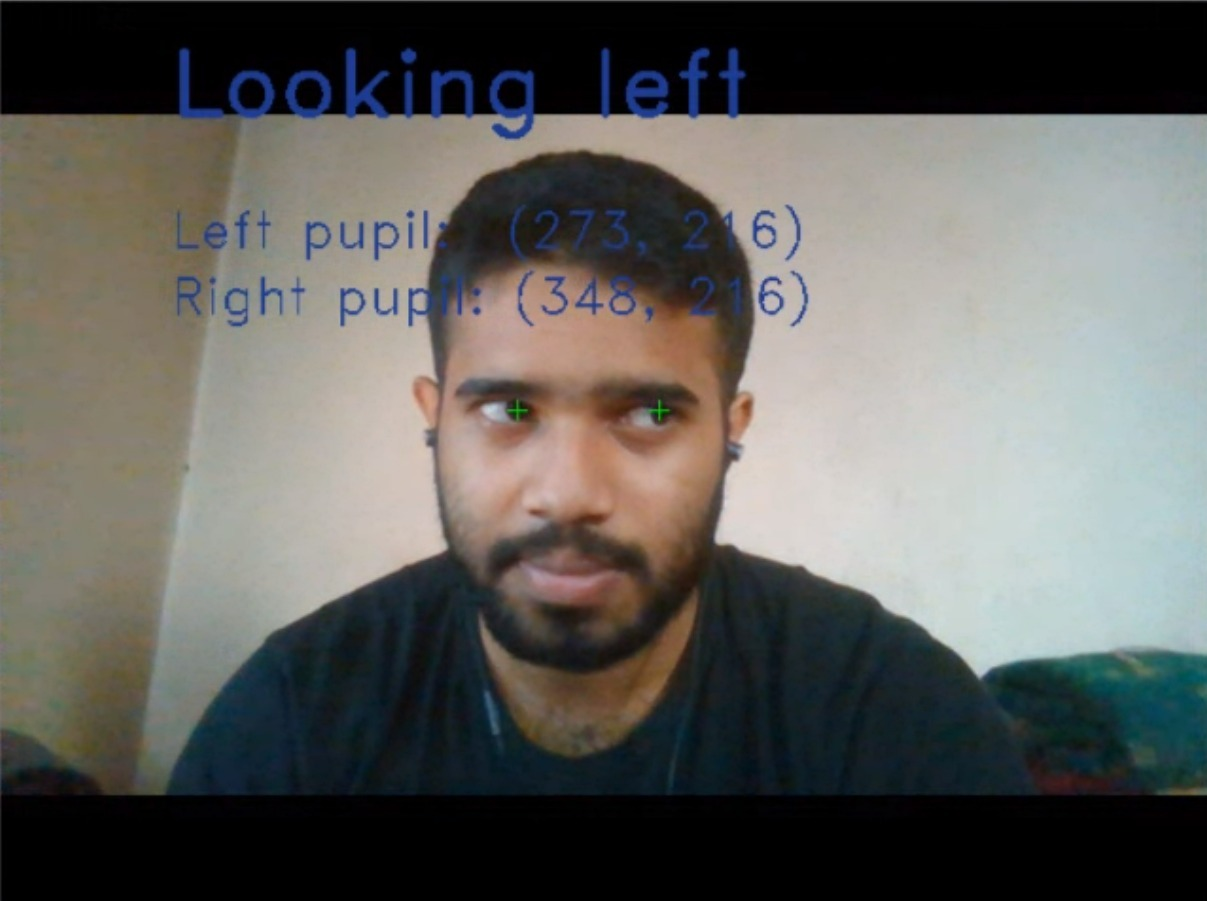 Looking left
Left pupil: (273, 216)
Right pupil: (348, 216)